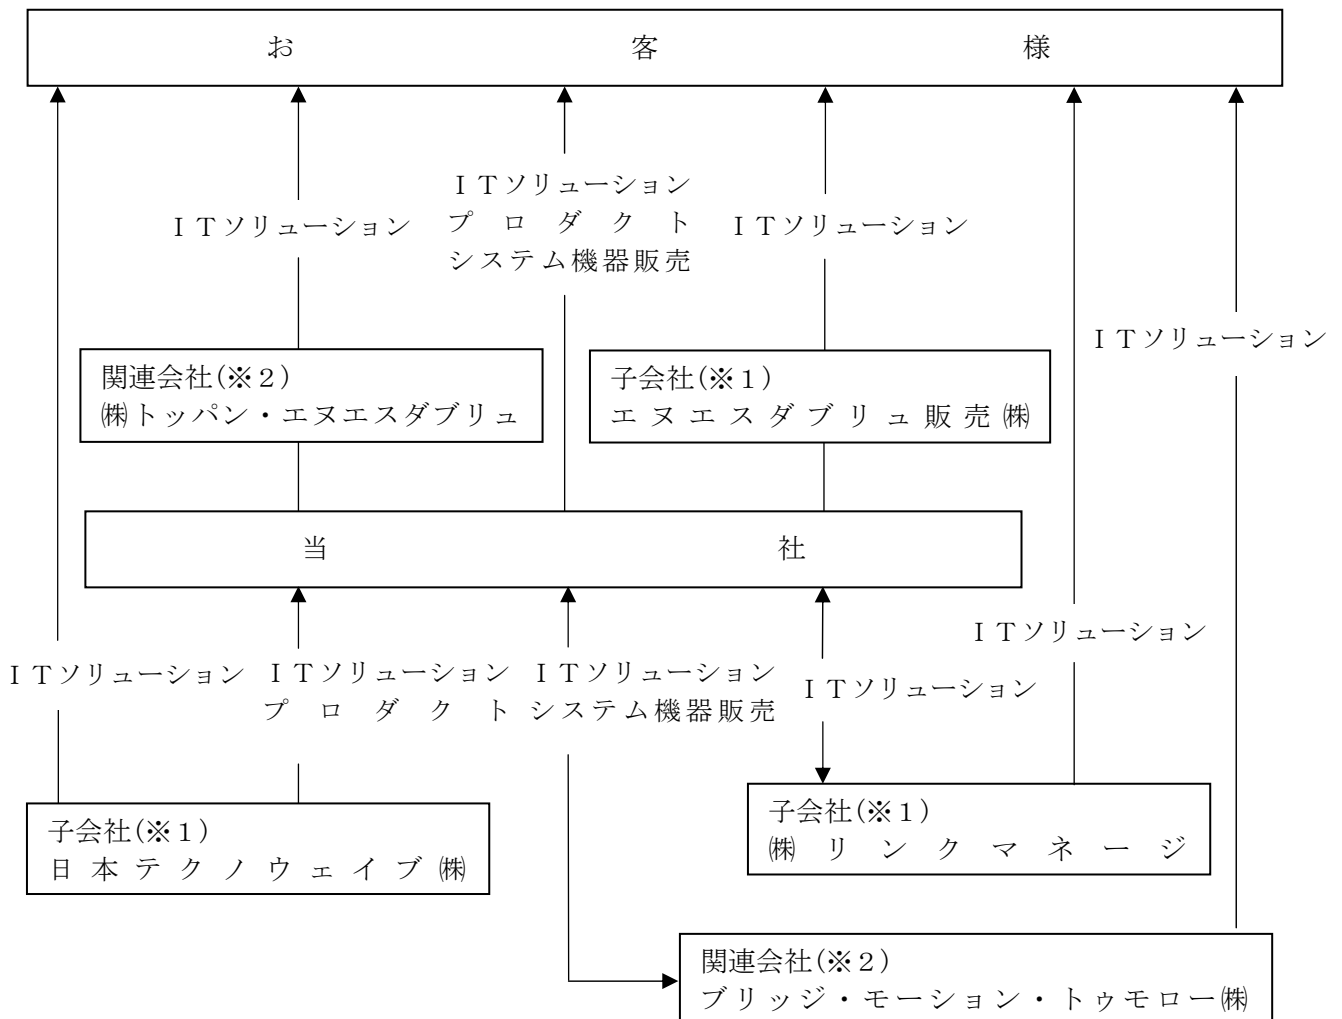 お客様
ＩＴソリューション
プロダクト
システム機器販売
ＩＴソリューション
ＩＴソリューション
ＩＴソリューション
関連会社(※２)
㈱トッパン・エヌエスダブリュ
子会社(※１)
エヌエスダブリュ販売㈱
当社
ＩＴソリューション
ＩＴソリューション
ＩＴソリューション
プロダクト
ＩＴソリューション
システム機器販売
ＩＴソリューション
子会社(※１)
日本テクノウェイブ㈱
子会社(※１)
㈱リンクマネージ
関連会社(※２)
ブリッジ・モーション・トゥモロー㈱